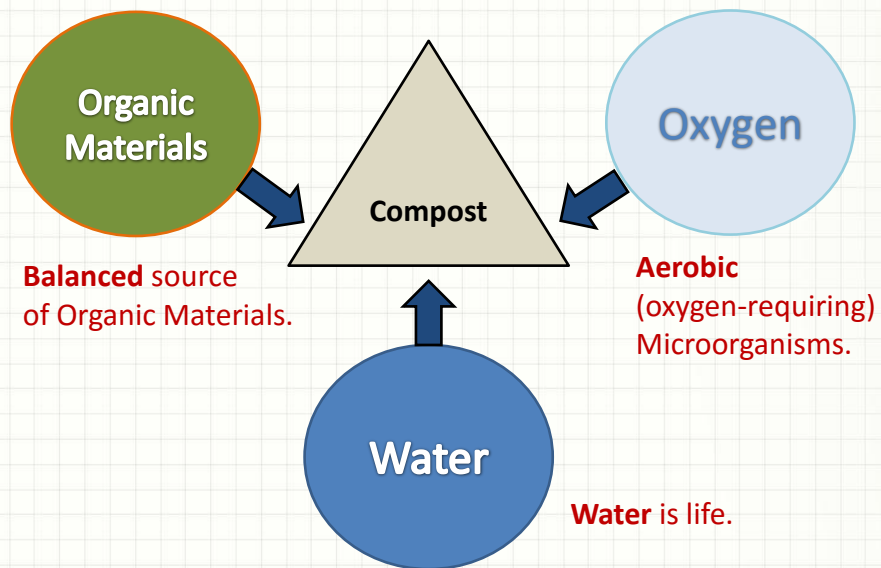 Organic
Materials
Oxygen
Compost
Balanced source
of Organic Materials.
Aerobic
(oxygen-requiring)
Microorganisms.
Water
Water is life.